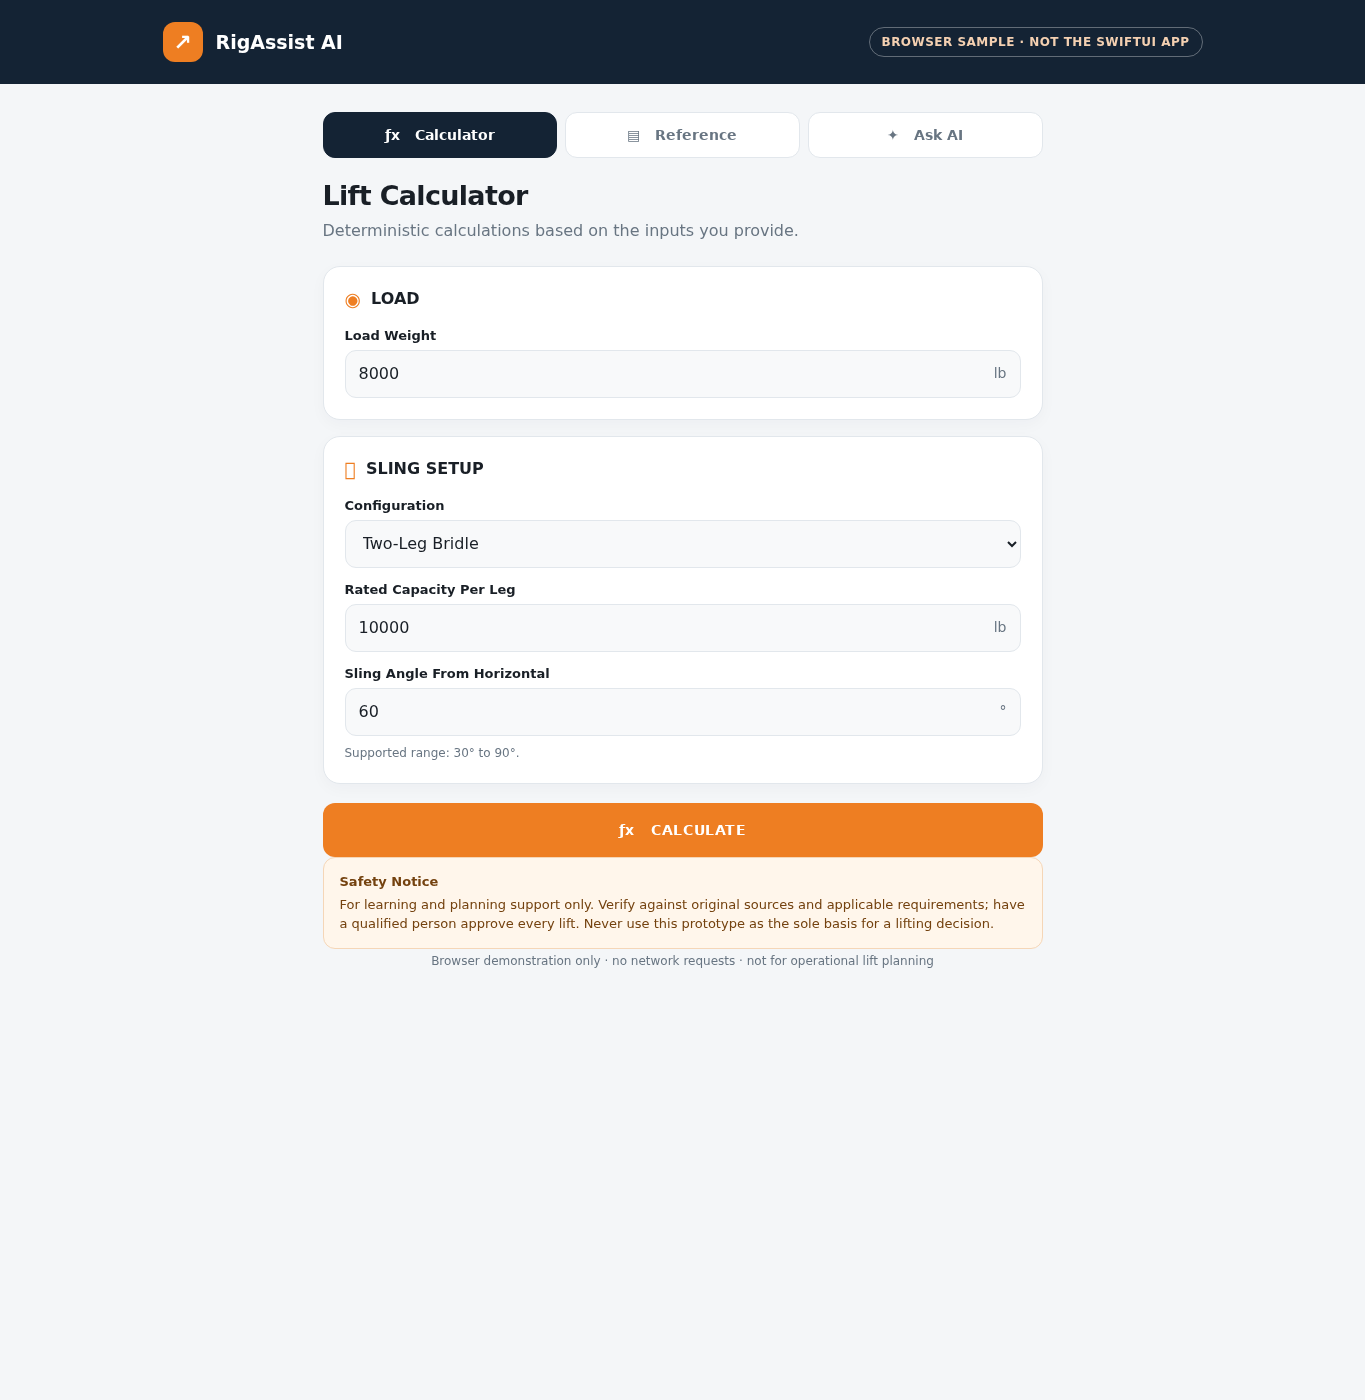 ↗ RigAssist AI
BROWSER SAMPLE · NOT THE SWIFTUI APP
ƒx Calculator
▤ Reference
✦ Ask AI
Lift Calculator
Deterministic calculations based on the inputs you provide.
◉ LOAD
Load Weight
8000 lb
SLING SETUP
Configuration
Two-Leg Bridle
Rated Capacity Per Leg
10000 lb
Sling Angle From Horizontal
60 °
Supported range: 30° to 90°.
ƒx CALCULATE
Safety Notice
For learning and planning support only. Verify against original sources and applicable requirements; have
a qualified person approve every lift. Never use this prototype as the sole basis for a lifting decision.
Browser demonstration only · no network requests · not for operational lift planning